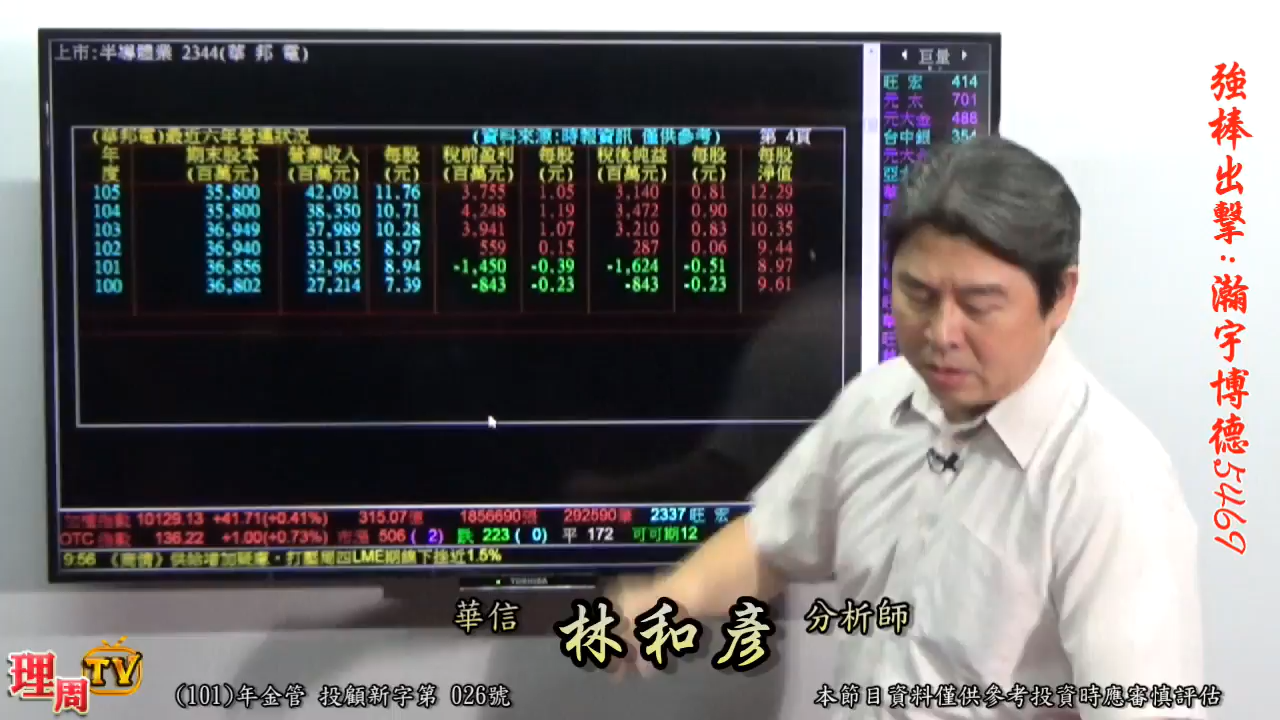 上市:半導體業 2344(華 邦 電)
巨量
旺 宏 414
元 太 701
元大金 488
台中銀 354
(華邦電)最近六年營運狀況 (資料來源:時報資訊 僅供參考) 第 4頁
年度 期末股本(百萬元) 營業收入(百萬元) 每股(元) 稅前盈利(百萬元) 每股(元) 稅後純益(百萬元) 每股(元) 每股淨值
105 35,800 42,091 11.76 3,755 1.05 3,140 0.81 12.29
104 35,800 38,350 10.71 4,248 1.19 3,472 0.90 10.89
103 36,949 37,989 10.28 3,941 1.07 3,210 0.83 10.35
102 36,940 33,135 8.97 559 0.15 287 0.06 9.44
101 36,856 32,965 8.94 -1,450 -0.39 -1,624 -0.51 8.97
100 36,802 27,214 7.39 -843 -0.23 -843 -0.23 9.61
加權指數 10129.13 +41.71(+0.41%) 315.07億 1856690張 292590筆 2337 旺 宏
OTC 指數 136.22 +1.00(+0.73%) 市漲 506 ( 2) 跌 223 ( 0) 平 172 可可期12
9:56 《商情》供給增加疑慮,打壓周四LME期鎳下挫近1.5%
TOSHIBA
強棒出擊:瀚宇博德5469
華信 林和彥 分析師
理周TV
(101)年金管 投顧新字第 026號
本節目資料僅供參考投資時應審慎評估